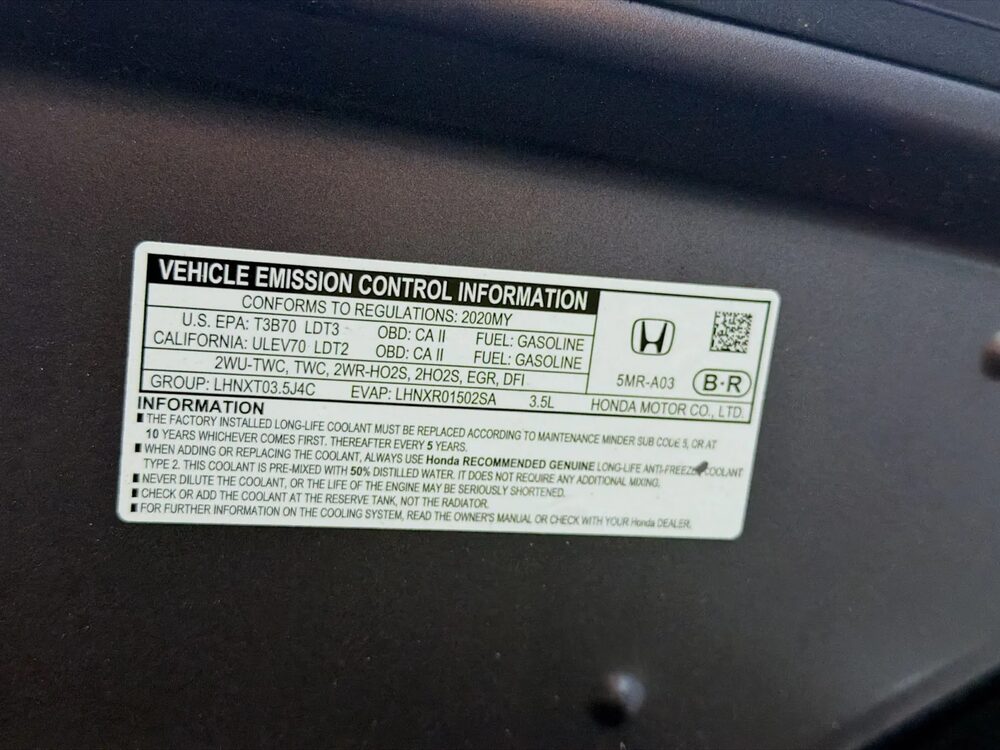 VEHICLE EMISSION CONTROL INFORMATION
CONFORMS TO REGULATIONS: 2020MY
U.S. EPA: T3B70 LDT3 OBD: CA II FUEL: GASOLINE
CALIFORNIA: ULEV70 LDT2 OBD: CA II FUEL: GASOLINE
2WU-TWC, TWC, 2WR-HO2S, 2HO2S, EGR, DFI
GROUP: LHNXT03.5J4C EVAP: LHNXR01502SA 3.5L
5MR-A03 B·R
HONDA MOTOR CO., LTD.
INFORMATION
THE FACTORY INSTALLED LONG-LIFE COOLANT MUST BE REPLACED ACCORDING TO MAINTENANCE MINDER SUB CODE 5, OR AT
10 YEARS WHICHEVER COMES FIRST. THEREAFTER EVERY 5 YEARS.
WHEN ADDING OR REPLACING THE COOLANT, ALWAYS USE Honda RECOMMENDED GENUINE LONG-LIFE ANTI-FREEZE/COOLANT
TYPE 2. THIS COOLANT IS PRE-MIXED WITH 50% DISTILLED WATER. IT DOES NOT REQUIRE ANY ADDITIONAL MIXING.
NEVER DILUTE THE COOLANT, OR THE LIFE OF THE ENGINE MAY BE SERIOUSLY SHORTENED.
CHECK OR ADD THE COOLANT AT THE RESERVE TANK, NOT THE RADIATOR.
FOR FURTHER INFORMATION ON THE COOLING SYSTEM, READ THE OWNER'S MANUAL OR CHECK WITH YOUR Honda DEALER.